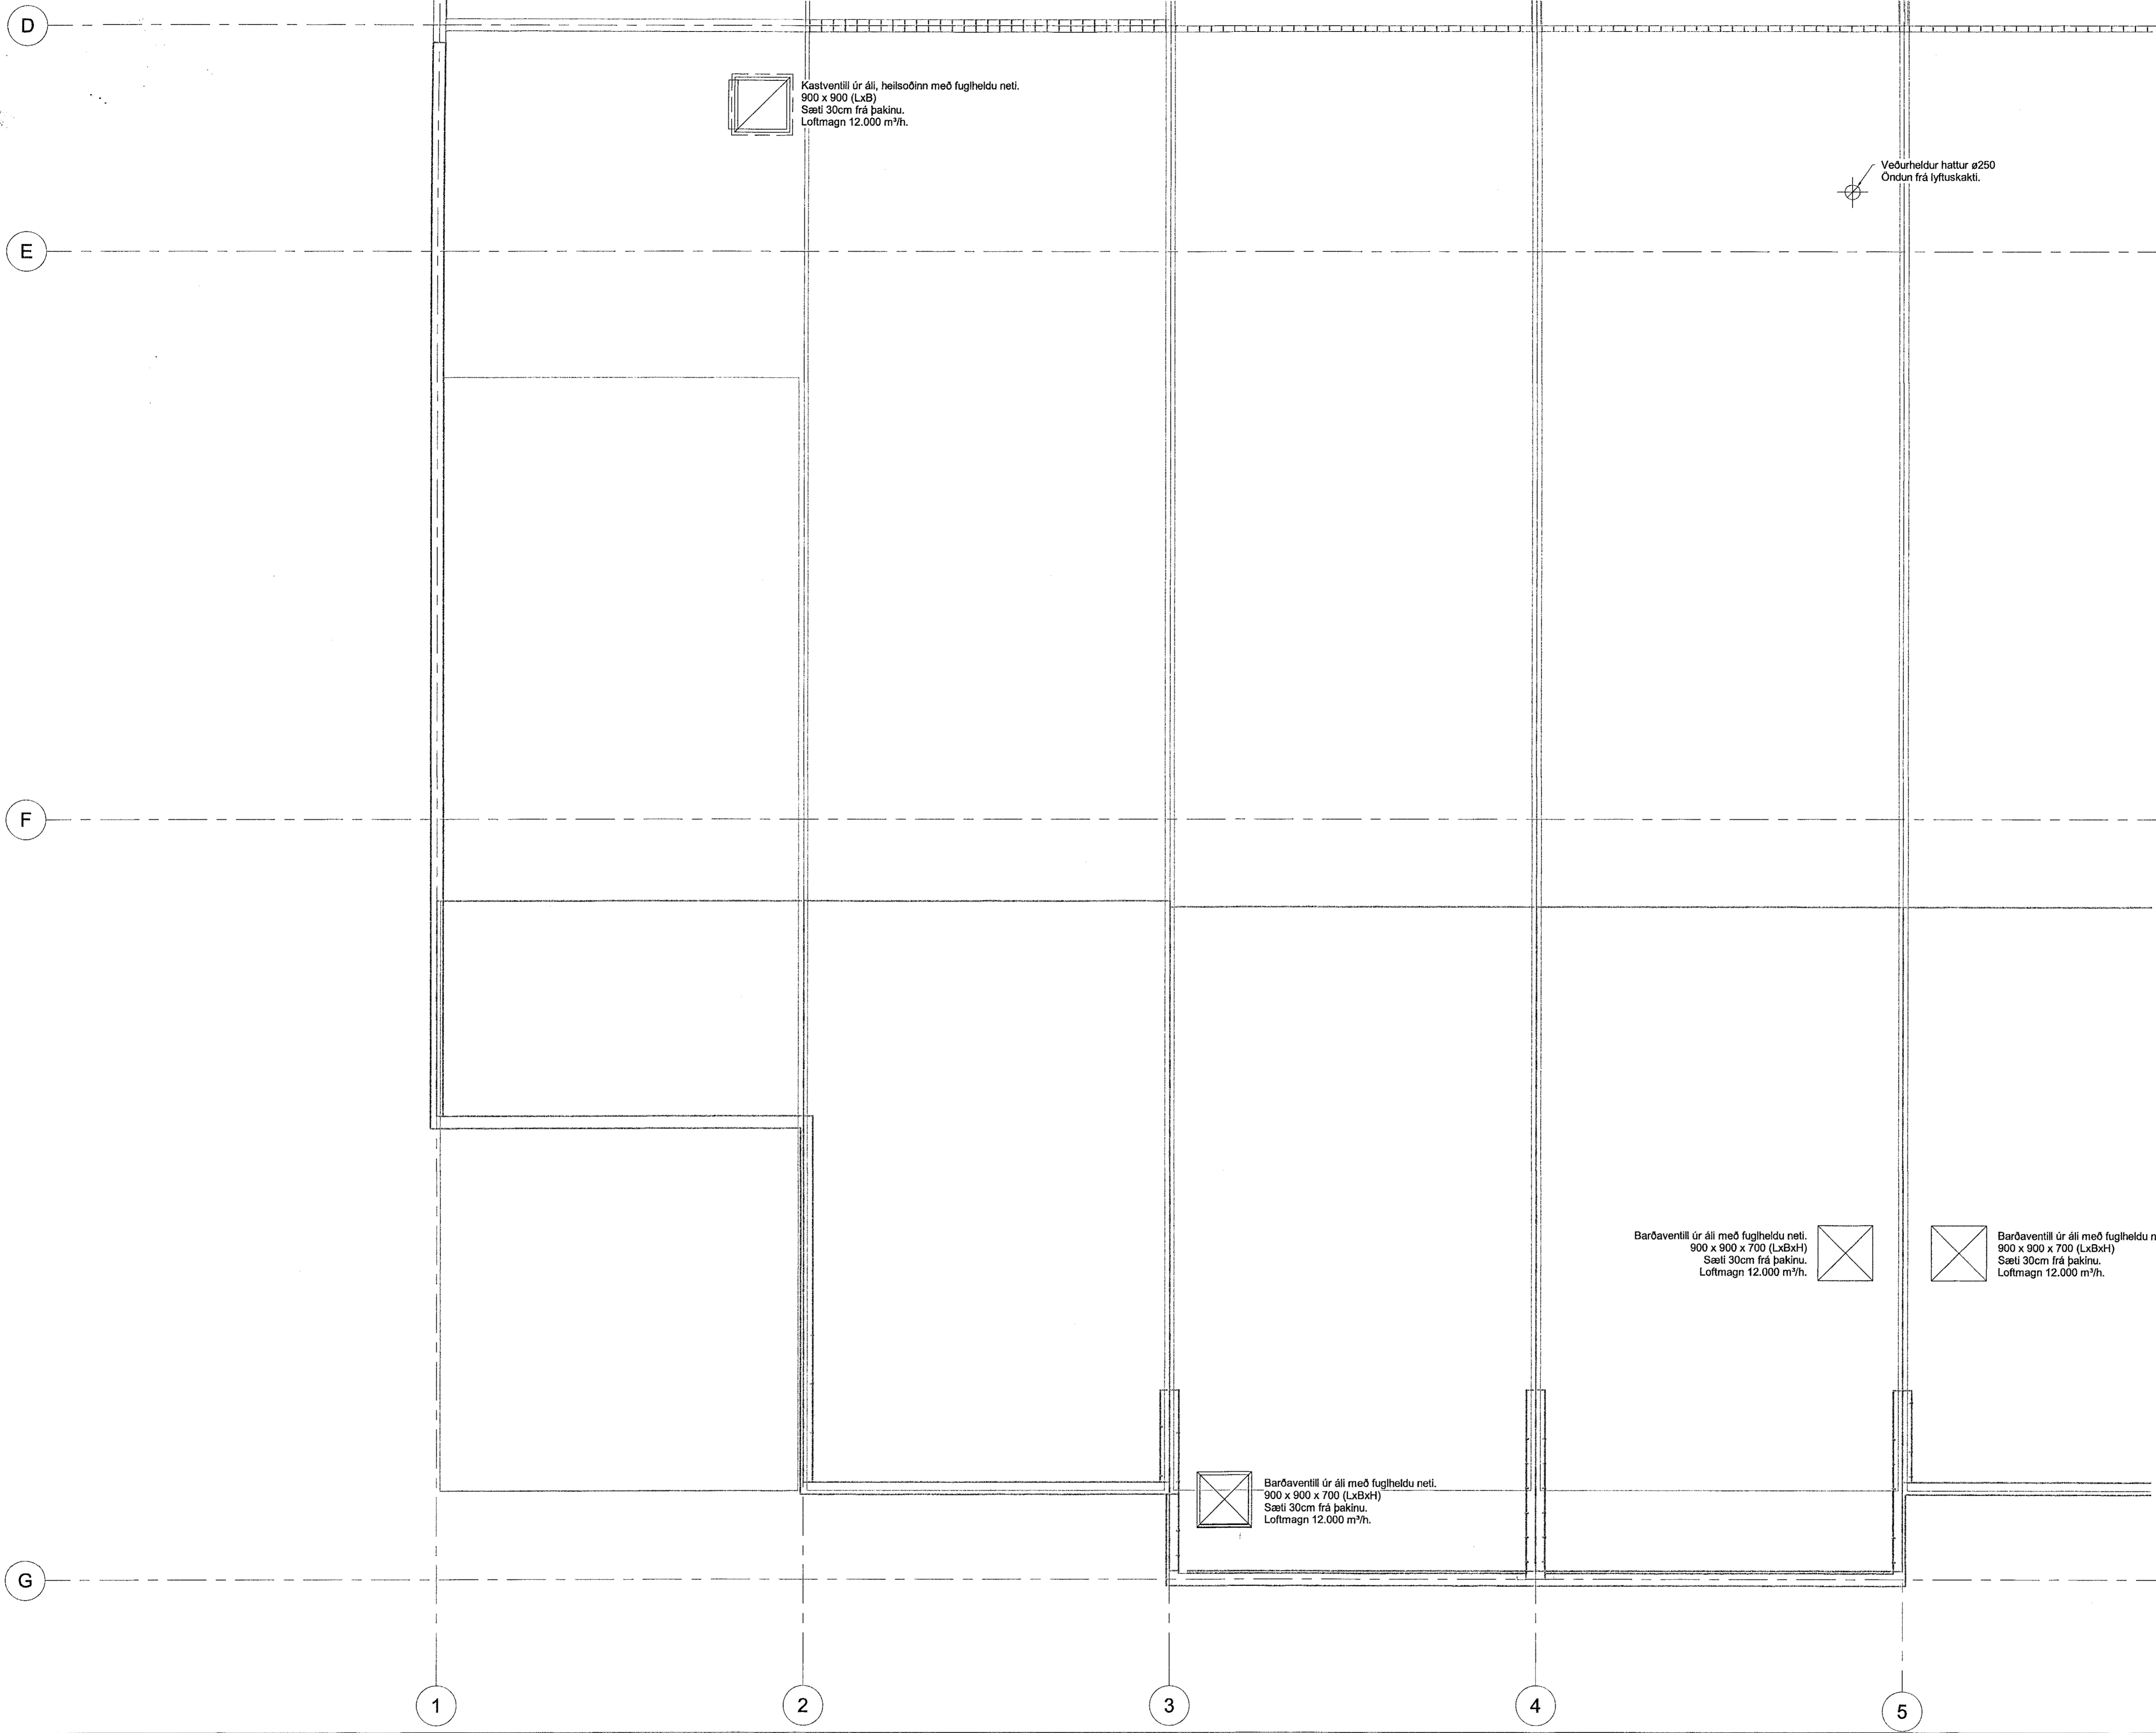 D
Kastventill úr áli, heilsoðinn með fuglheldu neti.
900 x 900 (LxB)
Sæti 30cm frá þakinu.
Loftmagn 12.000 m³/h.
Veðurheldur hattur ø250
Öndun frá lyftuskakti.
E
F
Barðaventill úr áli með fuglheldu neti.
900 x 900 x 700 (LxBxH)
Sæti 30cm frá þakinu.
Loftmagn 12.000 m³/h.
Barðaventill úr áli með fuglheldu n
900 x 900 x 700 (LxBxH)
Sæti 30cm frá þakinu.
Loftmagn 12.000 m³/h.
Barðaventill úr áli með fuglheldu neti.
900 x 900 x 700 (LxBxH)
Sæti 30cm frá þakinu.
Loftmagn 12.000 m³/h.
G
1
2
3
4
5